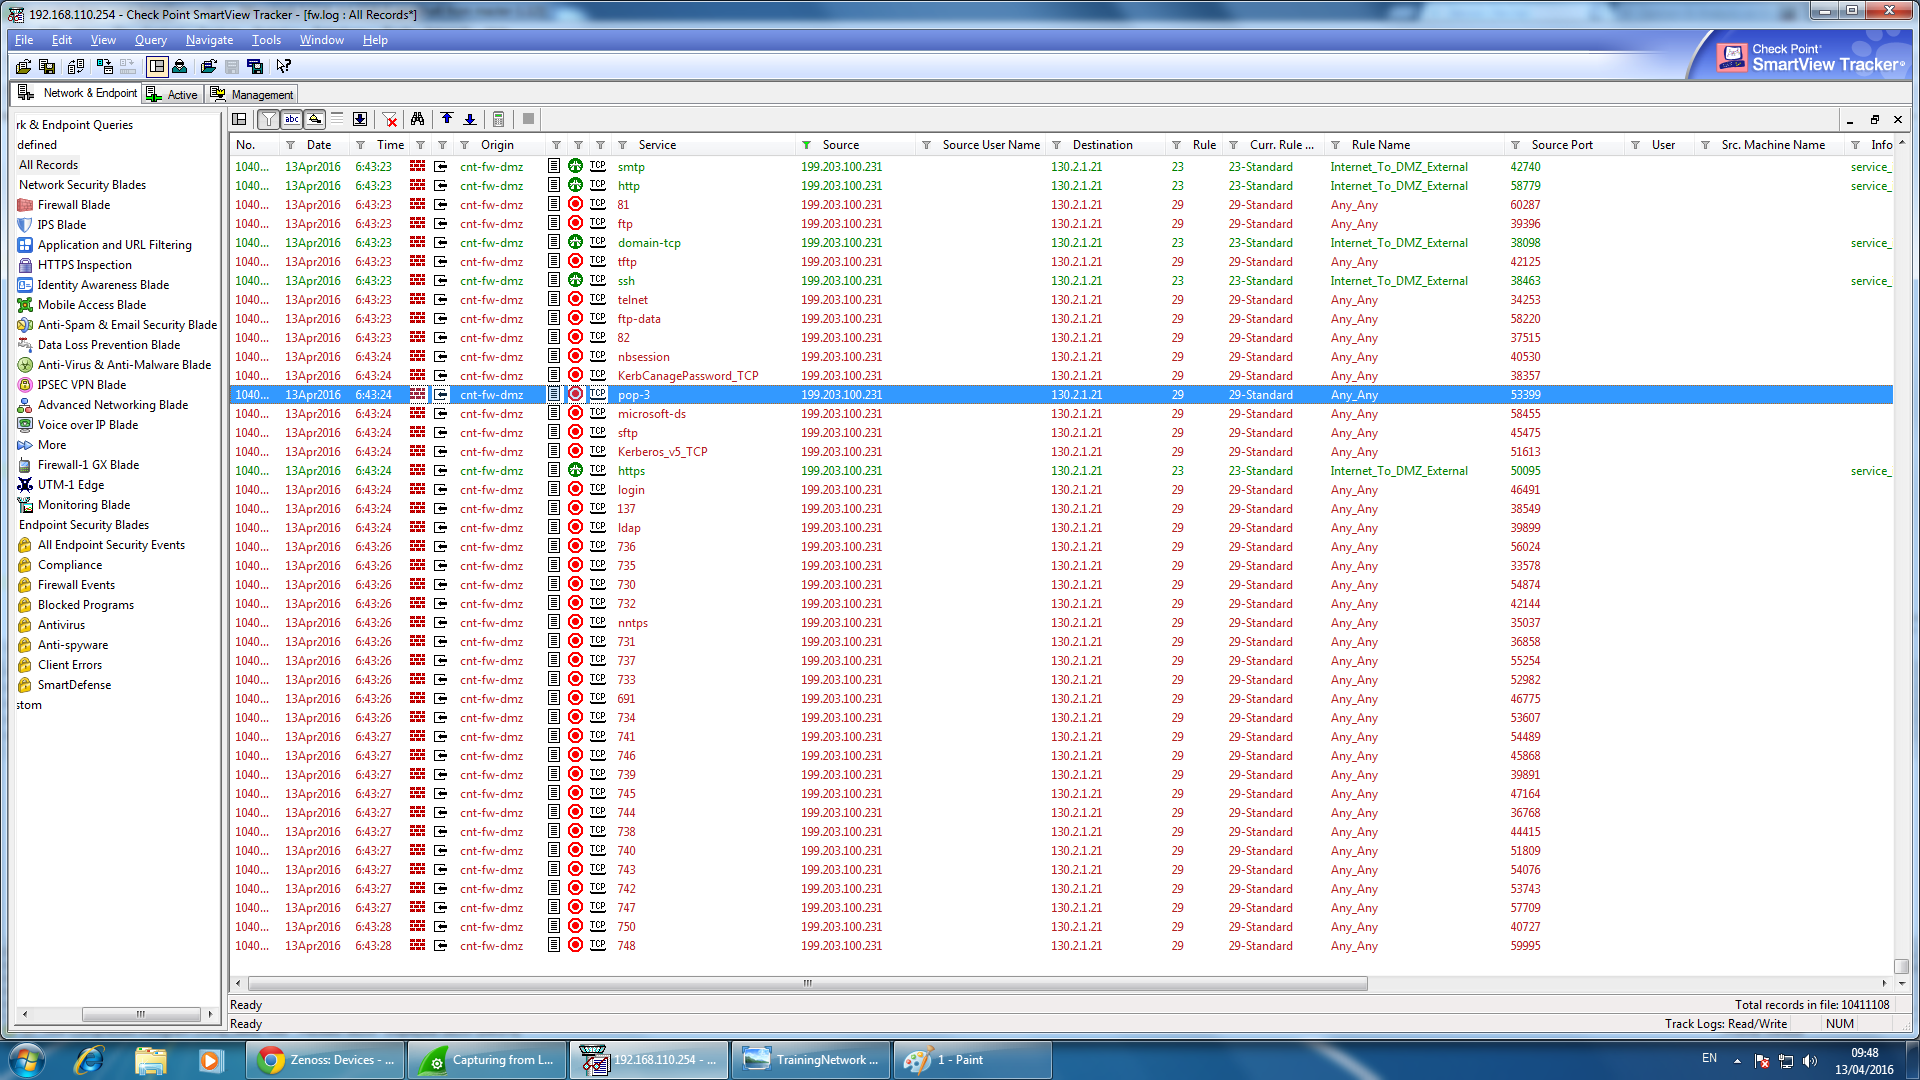 192.168.110.254 - Check Point SmartView Tracker - [fw.log : All Records*]
File Edit View Query Navigate Tools Window Help
Check Point
SmartView Tracker
Network & Endpoint Active Management
rk & Endpoint Queries
defined
All Records
Network Security Blades
Firewall Blade
IPS Blade
Application and URL Filtering
HTTPS Inspection
Identity Awareness Blade
Mobile Access Blade
Anti-Spam & Email Security Blade
Data Loss Prevention Blade
Anti-Virus & Anti-Malware Blade
IPSEC VPN Blade
Advanced Networking Blade
Voice over IP Blade
More
Firewall-1 GX Blade
UTM-1 Edge
Monitoring Blade
Endpoint Security Blades
All Endpoint Security Events
Compliance
Firewall Events
Blocked Programs
Antivirus
Anti-spyware
Client Errors
SmartDefense
stom
abc
No. Date Time Origin Service Source Source User Name Destination Rule Curr. Rule ... Rule Name Source Port User Src. Machine Name Info
1040... 13Apr2016 6:43:23 cnt-fw-dmz TCP smtp 199.203.100.231 130.2.1.21 23 23-Standard Internet_To_DMZ_External 42740 service_
1040... 13Apr2016 6:43:23 cnt-fw-dmz TCP http 199.203.100.231 130.2.1.21 23 23-Standard Internet_To_DMZ_External 58779 service_
1040... 13Apr2016 6:43:23 cnt-fw-dmz TCP 81 199.203.100.231 130.2.1.21 29 29-Standard Any_Any 60287
1040... 13Apr2016 6:43:23 cnt-fw-dmz TCP ftp 199.203.100.231 130.2.1.21 29 29-Standard Any_Any 39396
1040... 13Apr2016 6:43:23 cnt-fw-dmz TCP domain-tcp 199.203.100.231 130.2.1.21 23 23-Standard Internet_To_DMZ_External 38098 service_
1040... 13Apr2016 6:43:23 cnt-fw-dmz TCP tftp 199.203.100.231 130.2.1.21 29 29-Standard Any_Any 42125
1040... 13Apr2016 6:43:23 cnt-fw-dmz TCP ssh 199.203.100.231 130.2.1.21 23 23-Standard Internet_To_DMZ_External 38463 service_
1040... 13Apr2016 6:43:23 cnt-fw-dmz TCP telnet 199.203.100.231 130.2.1.21 29 29-Standard Any_Any 34253
1040... 13Apr2016 6:43:23 cnt-fw-dmz TCP ftp-data 199.203.100.231 130.2.1.21 29 29-Standard Any_Any 58220
1040... 13Apr2016 6:43:23 cnt-fw-dmz TCP 82 199.203.100.231 130.2.1.21 29 29-Standard Any_Any 37515
1040... 13Apr2016 6:43:24 cnt-fw-dmz TCP nbsession 199.203.100.231 130.2.1.21 29 29-Standard Any_Any 40530
1040... 13Apr2016 6:43:24 cnt-fw-dmz TCP KerbCanagePassword_TCP 199.203.100.231 130.2.1.21 29 29-Standard Any_Any 38357
1040... 13Apr2016 6:43:24 cnt-fw-dmz TCP pop-3 199.203.100.231 130.2.1.21 29 29-Standard Any_Any 53399
1040... 13Apr2016 6:43:24 cnt-fw-dmz TCP microsoft-ds 199.203.100.231 130.2.1.21 29 29-Standard Any_Any 58455
1040... 13Apr2016 6:43:24 cnt-fw-dmz TCP sftp 199.203.100.231 130.2.1.21 29 29-Standard Any_Any 45475
1040... 13Apr2016 6:43:24 cnt-fw-dmz TCP Kerberos_v5_TCP 199.203.100.231 130.2.1.21 29 29-Standard Any_Any 51613
1040... 13Apr2016 6:43:24 cnt-fw-dmz TCP https 199.203.100.231 130.2.1.21 23 23-Standard Internet_To_DMZ_External 50095 service_
1040... 13Apr2016 6:43:24 cnt-fw-dmz TCP login 199.203.100.231 130.2.1.21 29 29-Standard Any_Any 46491
1040... 13Apr2016 6:43:24 cnt-fw-dmz TCP 137 199.203.100.231 130.2.1.21 29 29-Standard Any_Any 38549
1040... 13Apr2016 6:43:24 cnt-fw-dmz TCP ldap 199.203.100.231 130.2.1.21 29 29-Standard Any_Any 39899
1040... 13Apr2016 6:43:26 cnt-fw-dmz TCP 736 199.203.100.231 130.2.1.21 29 29-Standard Any_Any 56024
1040... 13Apr2016 6:43:26 cnt-fw-dmz TCP 735 199.203.100.231 130.2.1.21 29 29-Standard Any_Any 33578
1040... 13Apr2016 6:43:26 cnt-fw-dmz TCP 730 199.203.100.231 130.2.1.21 29 29-Standard Any_Any 54874
1040... 13Apr2016 6:43:26 cnt-fw-dmz TCP 732 199.203.100.231 130.2.1.21 29 29-Standard Any_Any 42144
1040... 13Apr2016 6:43:26 cnt-fw-dmz TCP nntps 199.203.100.231 130.2.1.21 29 29-Standard Any_Any 35037
1040... 13Apr2016 6:43:26 cnt-fw-dmz TCP 731 199.203.100.231 130.2.1.21 29 29-Standard Any_Any 36858
1040... 13Apr2016 6:43:26 cnt-fw-dmz TCP 737 199.203.100.231 130.2.1.21 29 29-Standard Any_Any 55254
1040... 13Apr2016 6:43:26 cnt-fw-dmz TCP 733 199.203.100.231 130.2.1.21 29 29-Standard Any_Any 52982
1040... 13Apr2016 6:43:26 cnt-fw-dmz TCP 691 199.203.100.231 130.2.1.21 29 29-Standard Any_Any 46775
1040... 13Apr2016 6:43:26 cnt-fw-dmz TCP 734 199.203.100.231 130.2.1.21 29 29-Standard Any_Any 53607
1040... 13Apr2016 6:43:27 cnt-fw-dmz TCP 741 199.203.100.231 130.2.1.21 29 29-Standard Any_Any 54489
1040... 13Apr2016 6:43:27 cnt-fw-dmz TCP 746 199.203.100.231 130.2.1.21 29 29-Standard Any_Any 45868
1040... 13Apr2016 6:43:27 cnt-fw-dmz TCP 739 199.203.100.231 130.2.1.21 29 29-Standard Any_Any 39891
1040... 13Apr2016 6:43:27 cnt-fw-dmz TCP 745 199.203.100.231 130.2.1.21 29 29-Standard Any_Any 47164
1040... 13Apr2016 6:43:27 cnt-fw-dmz TCP 744 199.203.100.231 130.2.1.21 29 29-Standard Any_Any 36768
1040... 13Apr2016 6:43:27 cnt-fw-dmz TCP 738 199.203.100.231 130.2.1.21 29 29-Standard Any_Any 44415
1040... 13Apr2016 6:43:27 cnt-fw-dmz TCP 740 199.203.100.231 130.2.1.21 29 29-Standard Any_Any 51809
1040... 13Apr2016 6:43:27 cnt-fw-dmz TCP 743 199.203.100.231 130.2.1.21 29 29-Standard Any_Any 54076
1040... 13Apr2016 6:43:27 cnt-fw-dmz TCP 742 199.203.100.231 130.2.1.21 29 29-Standard Any_Any 53743
1040... 13Apr2016 6:43:27 cnt-fw-dmz TCP 747 199.203.100.231 130.2.1.21 29 29-Standard Any_Any 57709
1040... 13Apr2016 6:43:28 cnt-fw-dmz TCP 750 199.203.100.231 130.2.1.21 29 29-Standard Any_Any 40727
1040... 13Apr2016 6:43:28 cnt-fw-dmz TCP 748 199.203.100.231 130.2.1.21 29 29-Standard Any_Any 59995
Ready Total records in file: 10411108
Ready Track Logs: Read/Write NUM
Zenoss: Devices - ... Capturing from L... 192.168.110.254 - ... TrainingNetwork ... 1 - Paint EN 09:48
13/04/2016